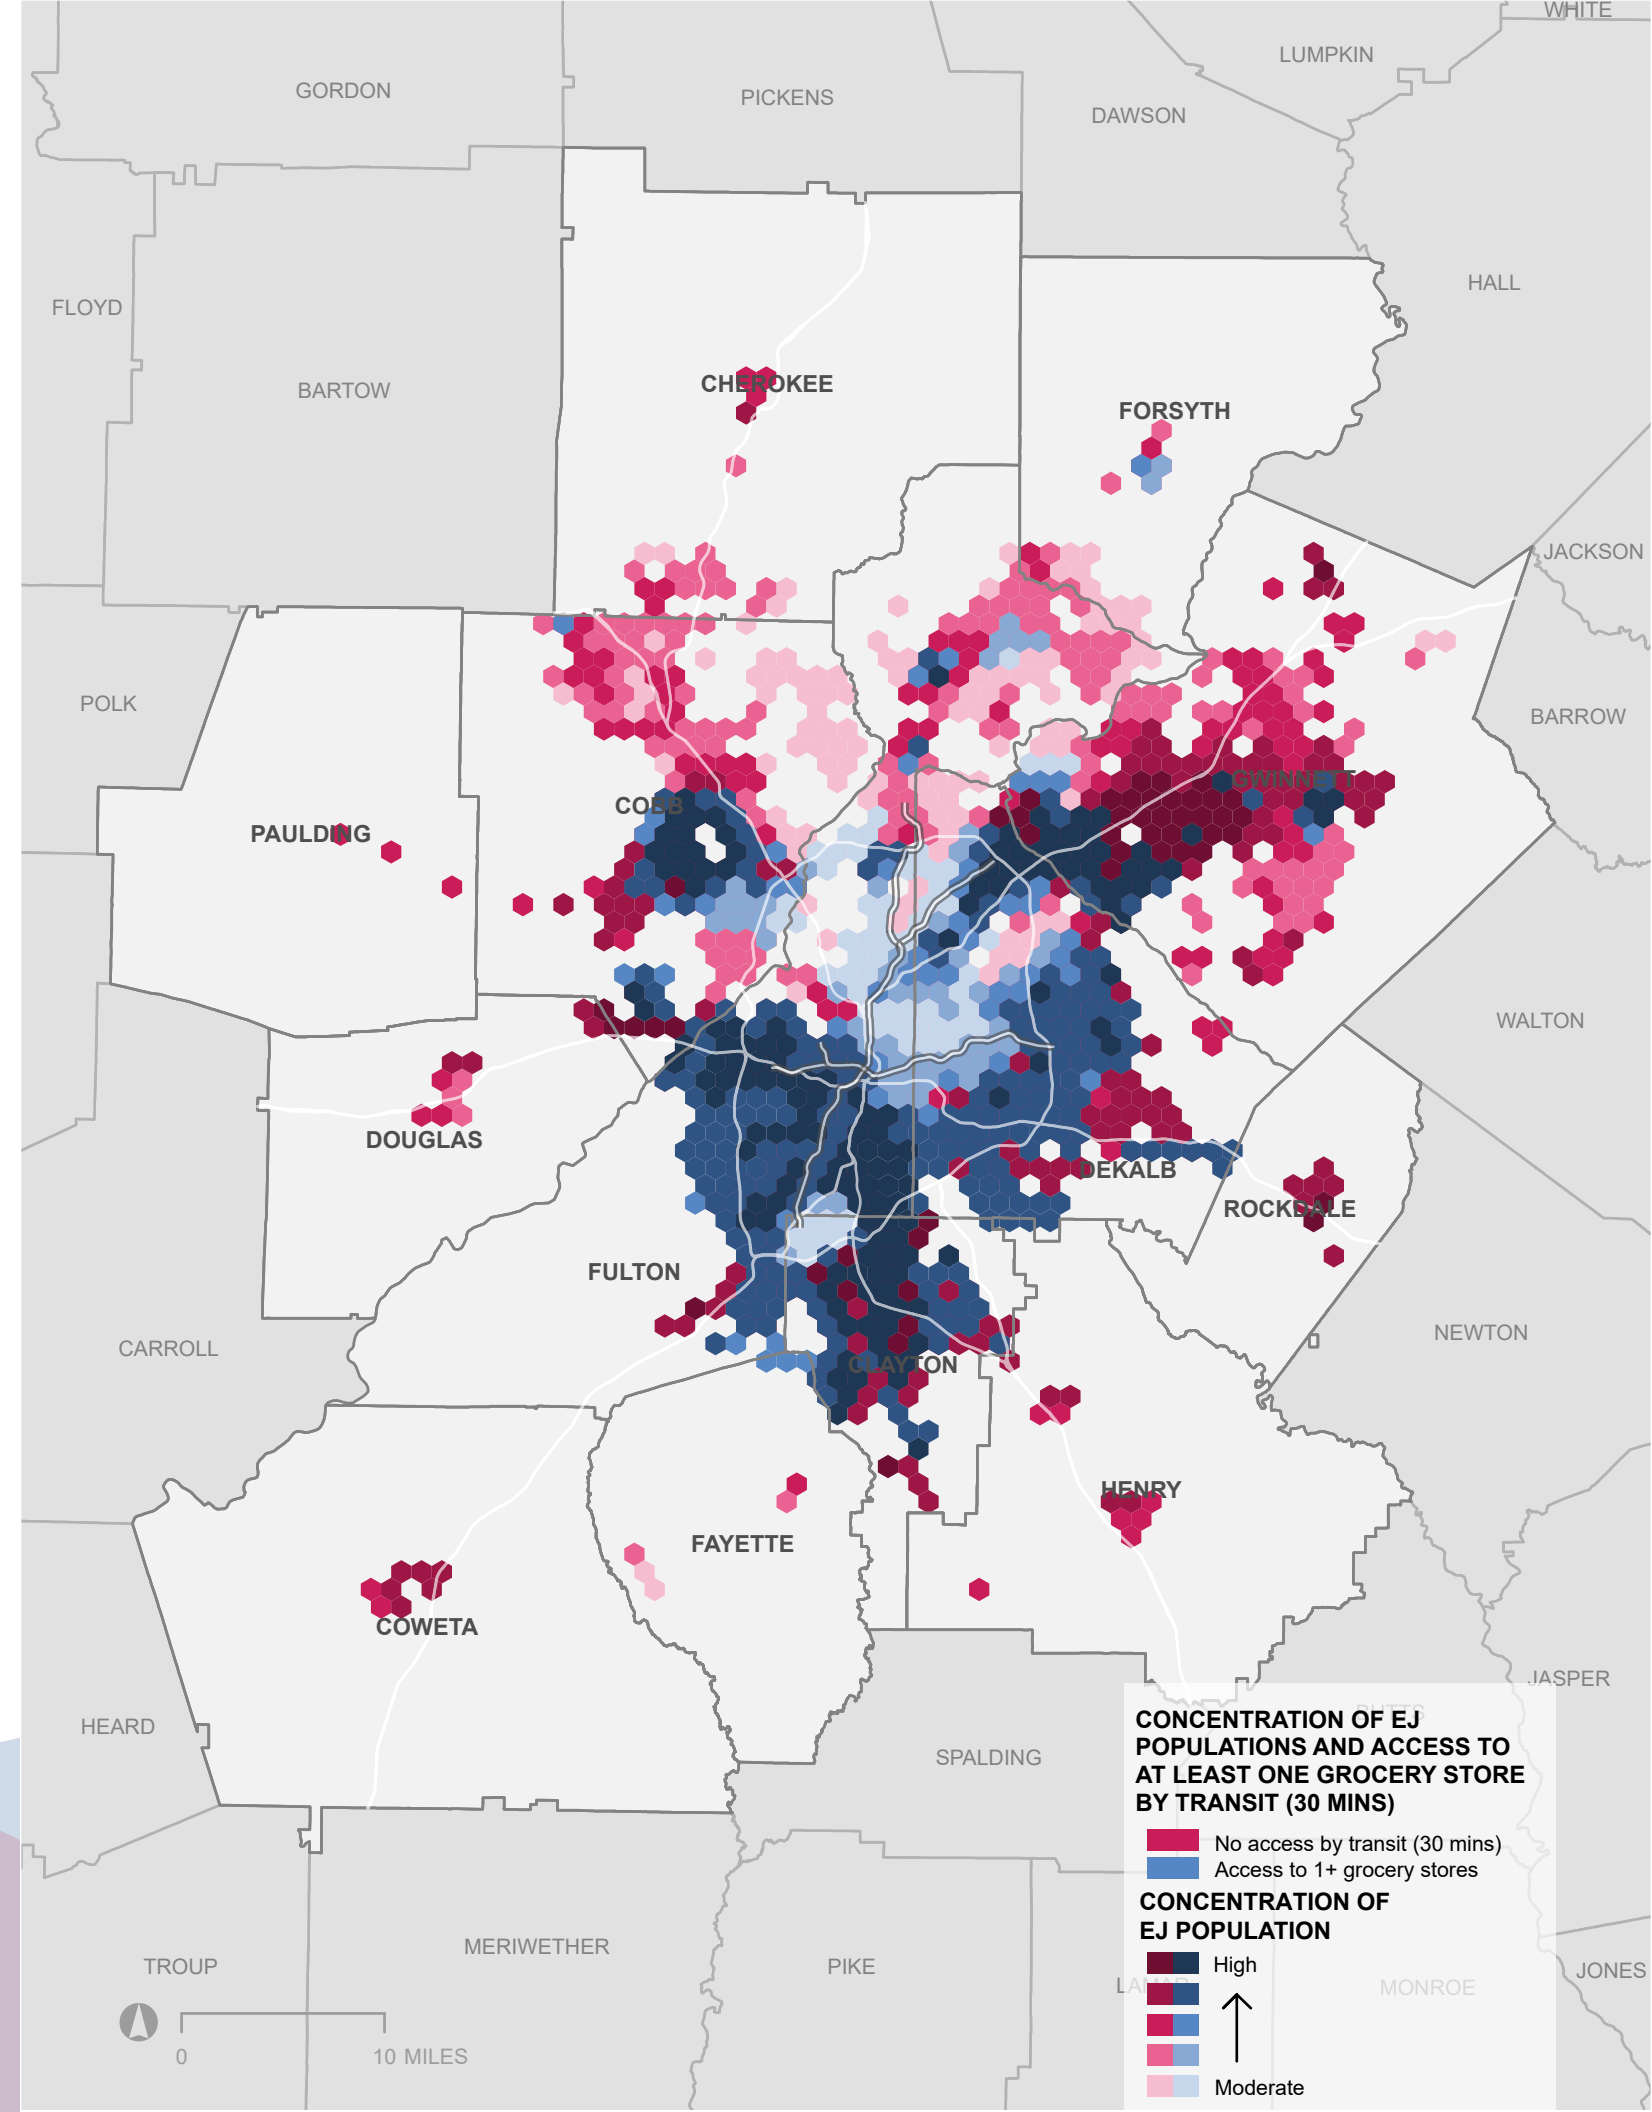 WHITE
LUMPKIN
GORDON
PICKENS
DAWSON
HALL
FLOYD
CHEROKEE
BARTOW
FORSYTH
JACKSON
POLK
BARROW
GWINNETT
COBB
PAULDING
WALTON
DOUGLAS
DEKALB
ROCKDALE
FULTON
NEWTON
CARROLL
CLAYTON
HENRY
FAYETTE
COWETA
JASPER
BUTTS
HEARD
SPALDING
CONCENTRATION OF EJ
POPULATIONS AND ACCESS TO
AT LEAST ONE GROCERY STORE
BY TRANSIT (30 MINS)
No access by transit (30 mins)
Access to 1+ grocery stores
CONCENTRATION OF
EJ POPULATION
High
Moderate
MERIWETHER
TROUP
PIKE
LAMAR
MONROE
JONES
0 10 MILES